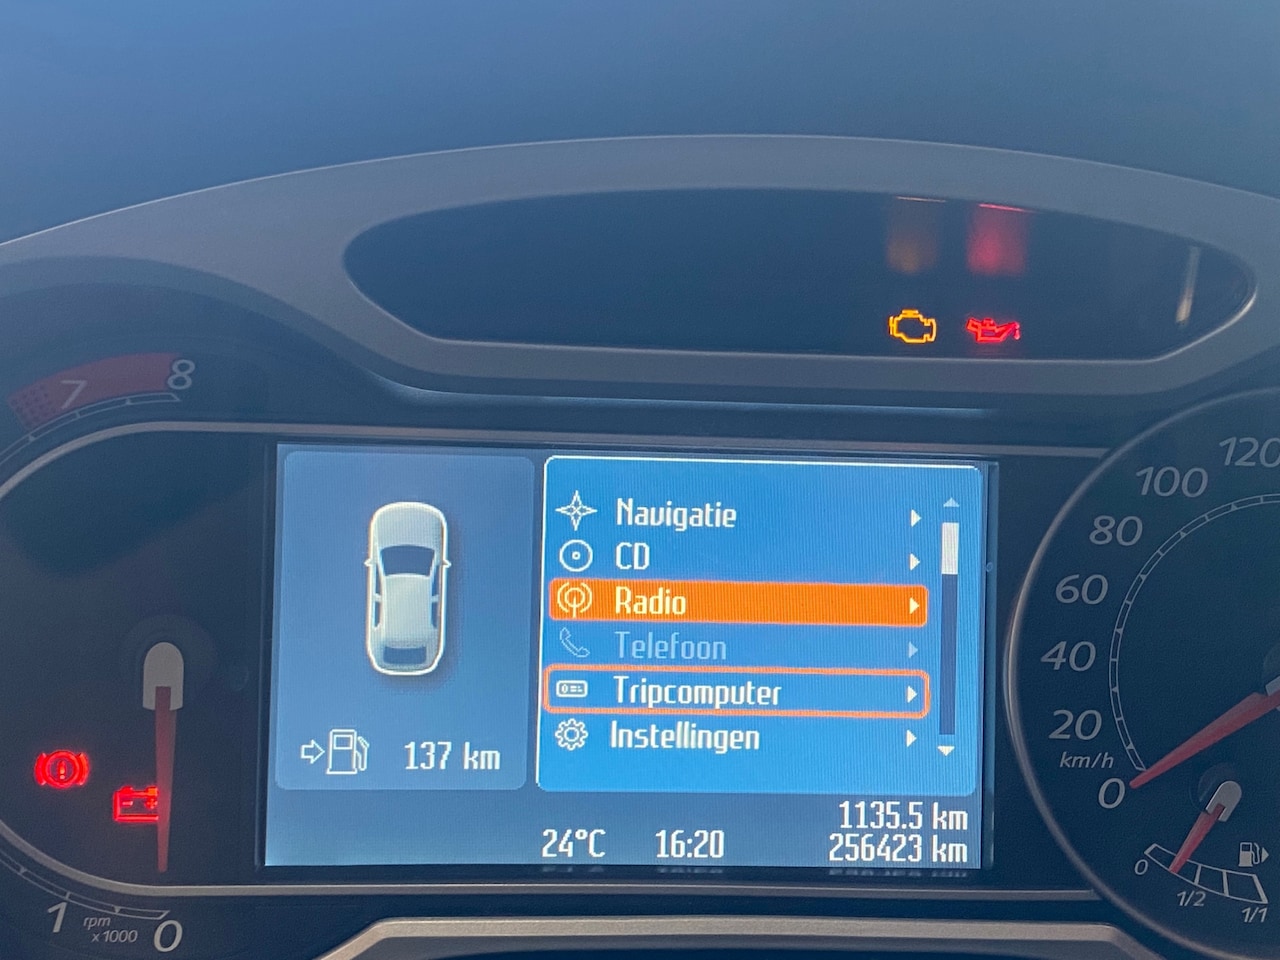 7
8
Navigatie
CD
Radio
Telefoon
Tripcomputer
Instellingen
137 km
1135.5 km
24°C 16:20 256423 km
1
rpm
x1000
0
120
100
80
60
40
20
km/h
0
0
1/2
1/1